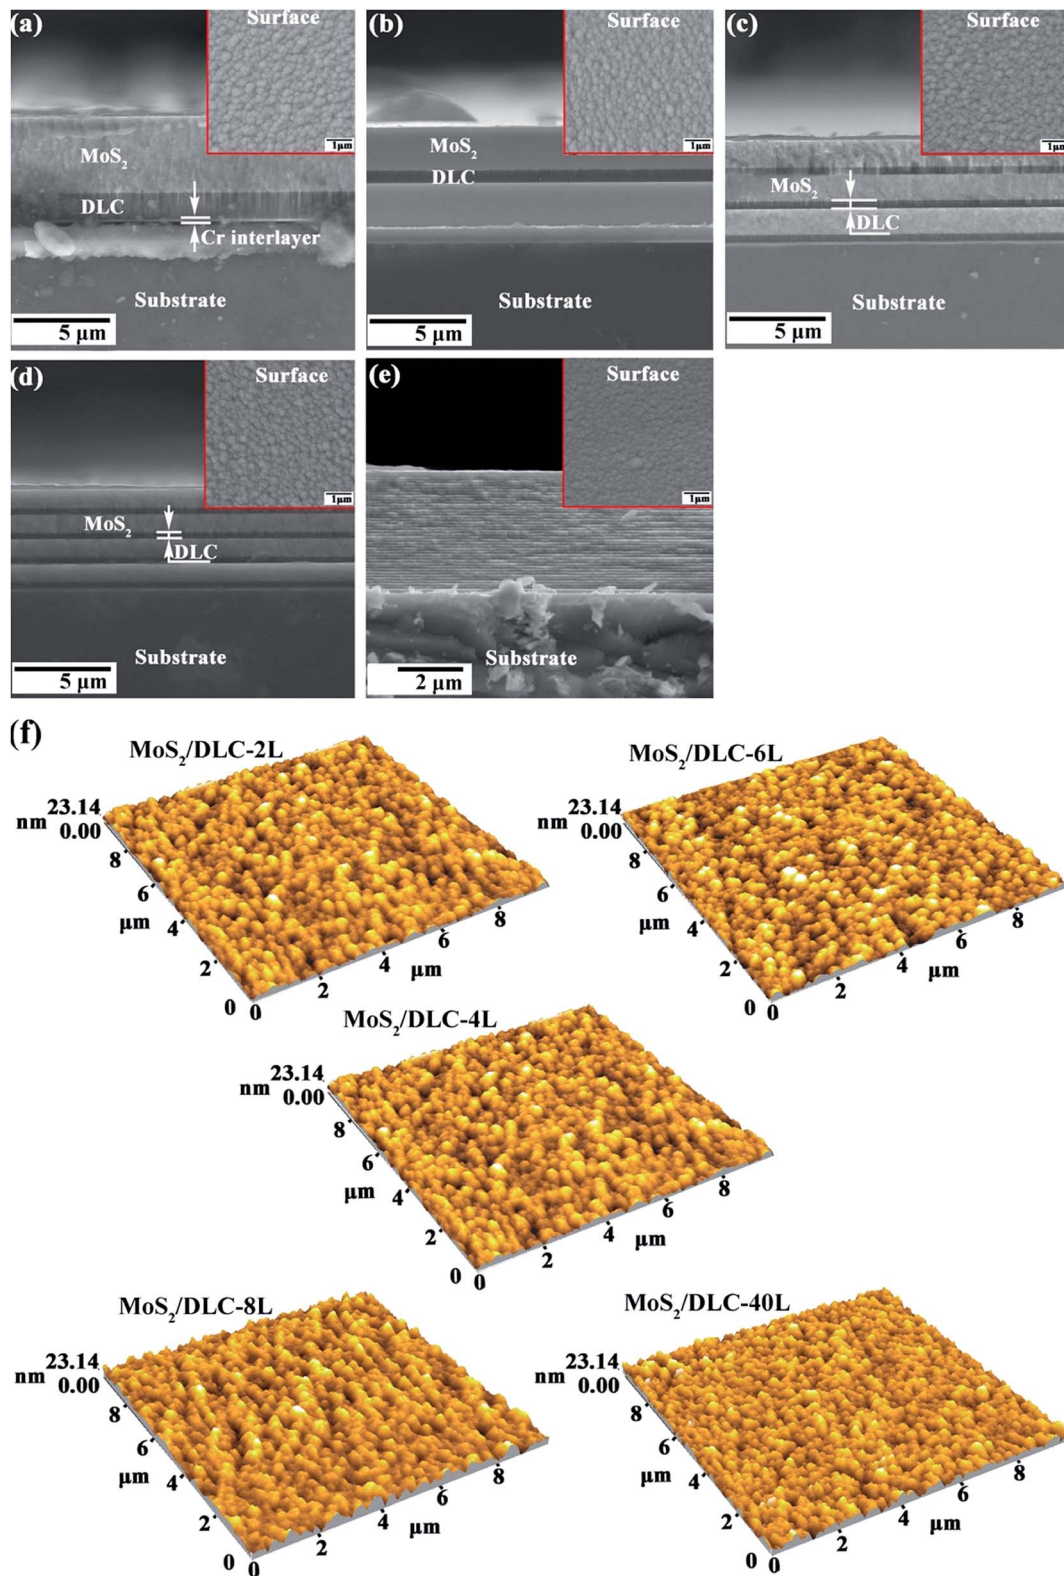 (a)
Surface
1μm
MoS₂
DLC
Cr interlayer
Substrate
5 μm
(b)
Surface
1μm
MoS₂
DLC
Substrate
5 μm
(c)
Surface
1μm
MoS₂
DLC
Substrate
5 μm
(d)
Surface
1μm
MoS₂
DLC
Substrate
5 μm
(e)
Surface
1μm
Substrate
2 μm
(f)
MoS₂/DLC-2L
23.14
nm 0.00
8
6
μm 4
2
0 0
2
4
μm
6
8
MoS₂/DLC-6L
23.14
nm 0.00
8
6
μm 4
2
0 0
2
4
μm
6
8
MoS₂/DLC-4L
23.14
nm 0.00
8
6
μm 4
2
0 0
2
4
μm
6
8
MoS₂/DLC-8L
23.14
nm 0.00
8
6
μm 4
2
0 0
2
4
μm
6
8
MoS₂/DLC-40L
23.14
nm 0.00
8
6
μm 4
2
0 0
2
4
μm
6
8